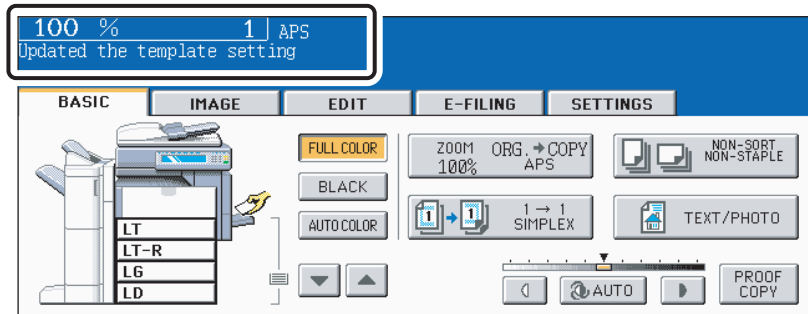 100 % 1 APS
Updated the template setting
BASIC IMAGE EDIT E-FILING SETTINGS
FULL COLOR
BLACK
AUTO COLOR
ZOOM ORG. → COPY
100% APS
NON-SORT
NON-STAPLE
1 → 1 1 → 1
SIMPLEX
TEXT/PHOTO
LT
LT-R
LG
LD
AUTO
PROOF
COPY